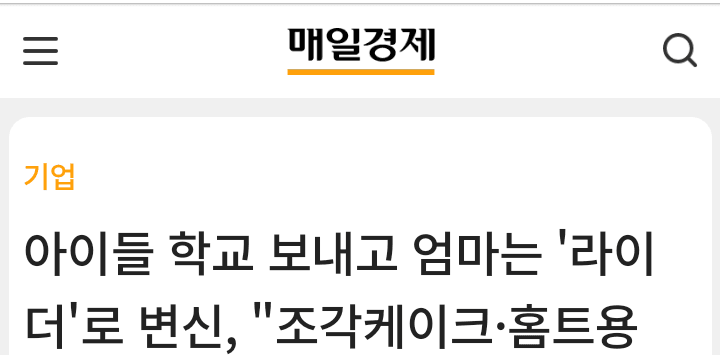 매일경제
기업
아이들 학교 보내고 엄마는 '라이
더'로 변신, "조각케이크·홈트용